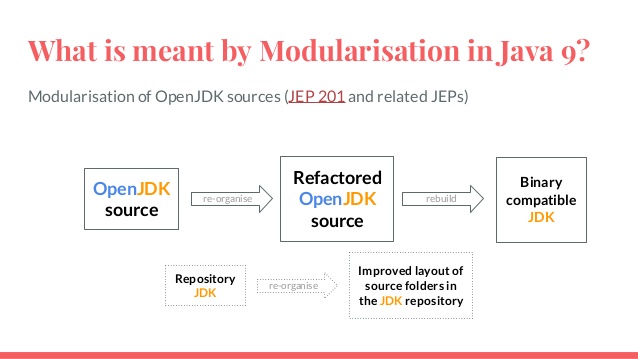 What is meant by Modularisation in Java 9?
Modularisation of OpenJDK sources (JEP 201 and related JEPs)
OpenJDK
source
re-organise
Refactored
OpenJDK
source
rebuild
Binary
compatible
JDK
Repository
JDK
re-organise
Improved layout of
source folders in
the JDK repository